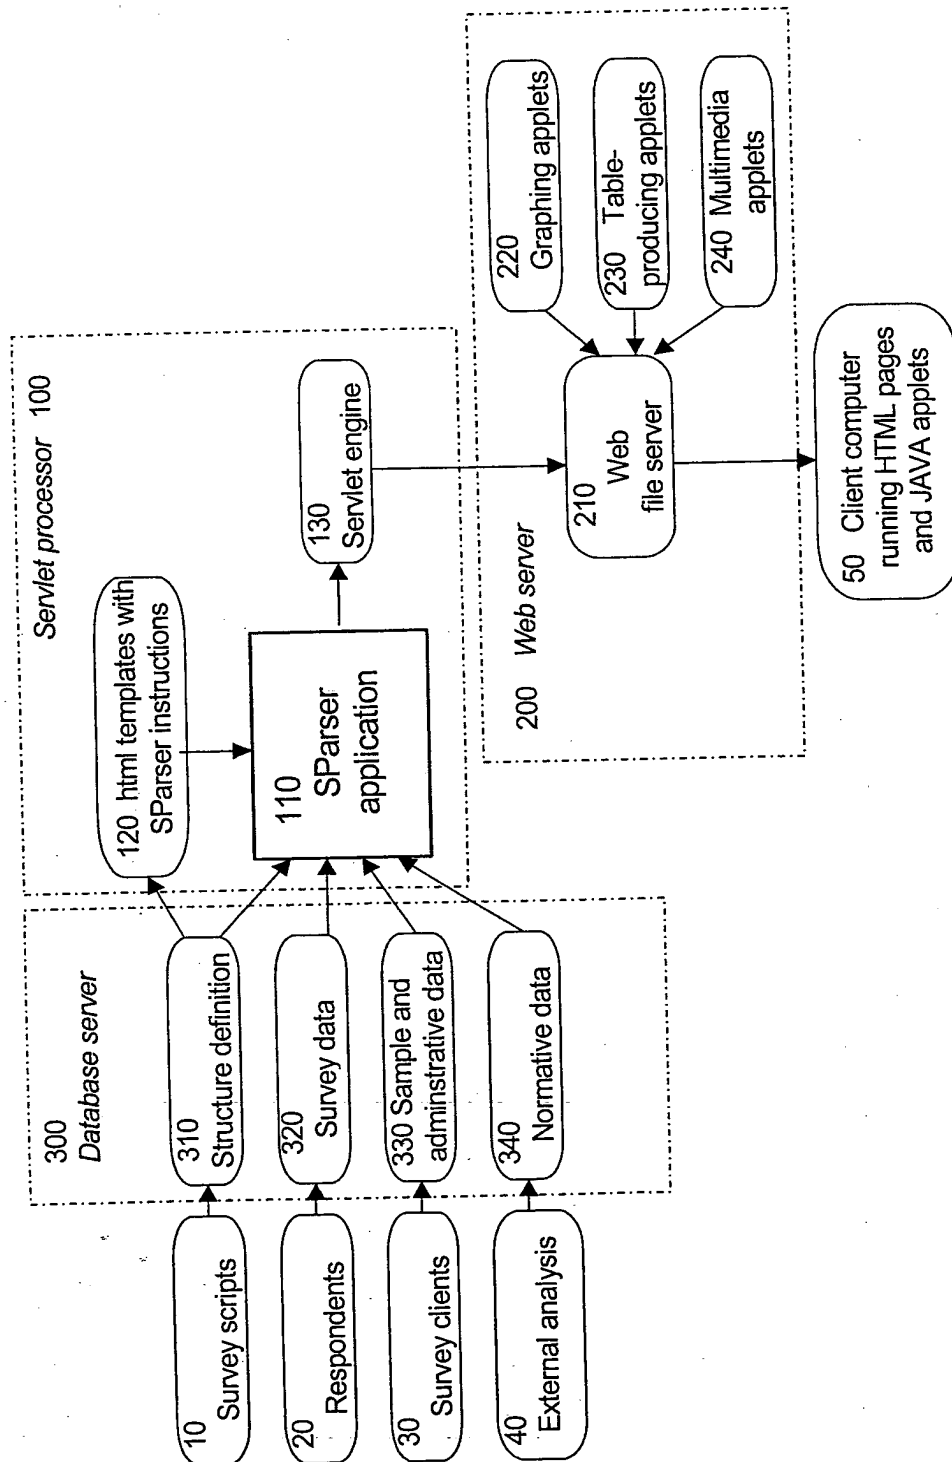 10
Survey scripts
20
Respondents
30
Survey clients
40
External analysis
300
Database server
310
Structure definition
320
Survey data
330 Sample and
adminstrative data
340
Normative data
Servlet processor 100
120 html templates with
SParser instructions
110
SParser
application
130
Servlet engine
200 Web server
210
Web
file server
220
Graphing applets
230 Table-
producing applets
240 Multimedia
applets
50 Client computer
running HTML pages
and JAVA applets